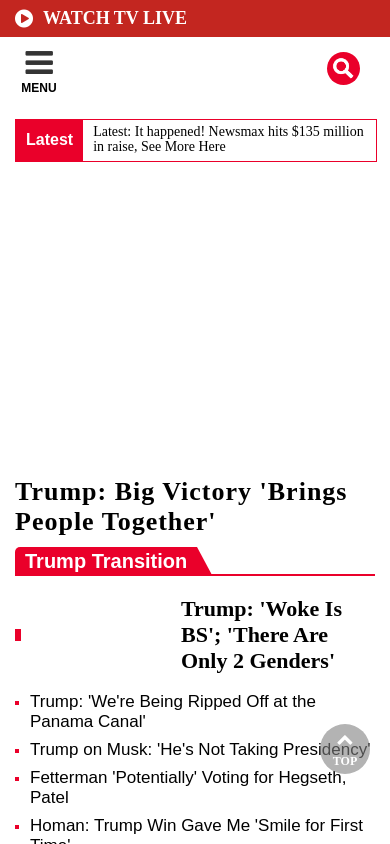 WATCH TV LIVE
MENU
Latest
Latest: It happened! Newsmax hits $135 million
in raise, See More Here
Trump: Big Victory 'Brings
People Together'
Trump Transition
Trump: 'Woke Is
BS'; 'There Are
Only 2 Genders'
Trump: 'We're Being Ripped Off at the
Panama Canal'
Trump on Musk: 'He's Not Taking Presidency'
TOP
Fetterman 'Potentially' Voting for Hegseth,
Patel
Homan: Trump Win Gave Me 'Smile for First
Time'